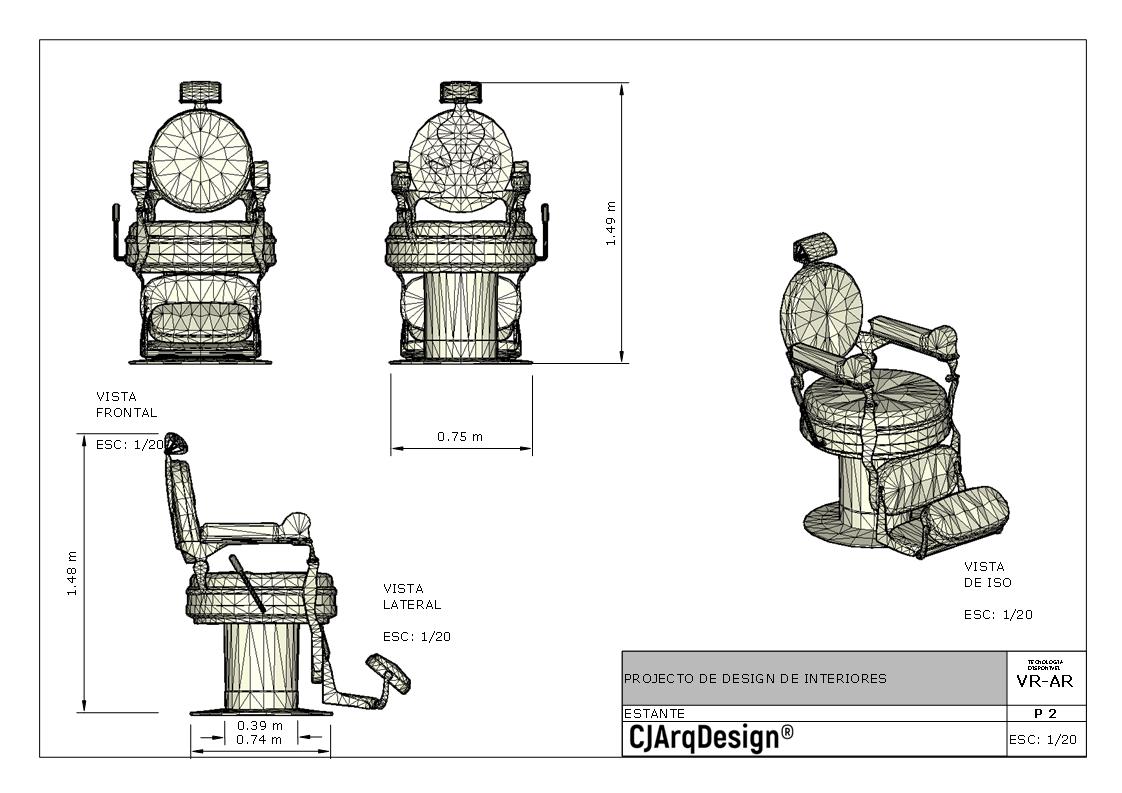 1.49 m
VISTA
FRONTAL
ESC: 1/20
0.75 m
1.48 m
VISTA
LATERAL
ESC: 1/20
VISTA
DE ISO
ESC: 1/20
0.39 m
0.74 m
PROJECTO DE DESIGN DE INTERIORES
TECNOLOGIA
DISPONTVEL
VR-AR
ESTANTE
P 2
CJArqDesign®
ESC: 1/20